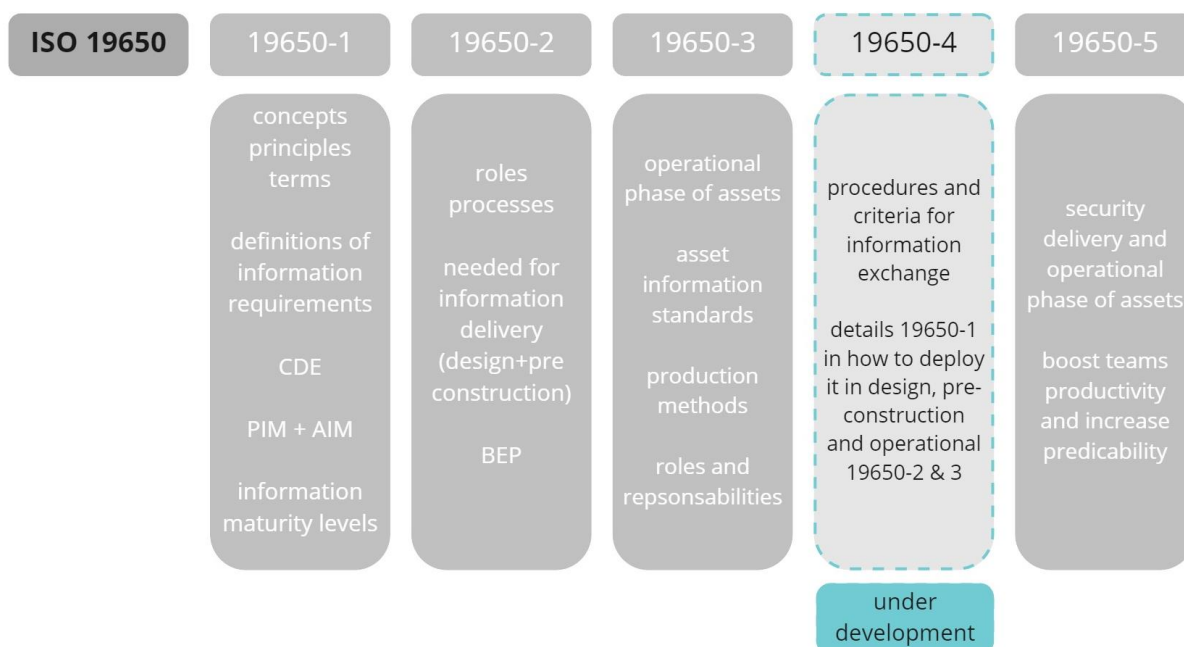 ISO 19650
19650-1
19650-2
19650-3
19650-4
19650-5
concepts
principles
terms
definitions of
information
requirements
CDE
PIM + AIM
information
maturity levels
roles
processes
needed for
information
delivery
(design+pre
construction)
BEP
operational
phase of assets
asset
information
standards
production
methods
roles and
repsonsabilities
procedures and
criteria for
information
exchange
details 19650-1
in how to deploy
it in design, pre-
construction
and operational
19650-2 & 3
security
delivery and
operational
phase of assets
boost teams
productivity
and increase
predicability
under
development